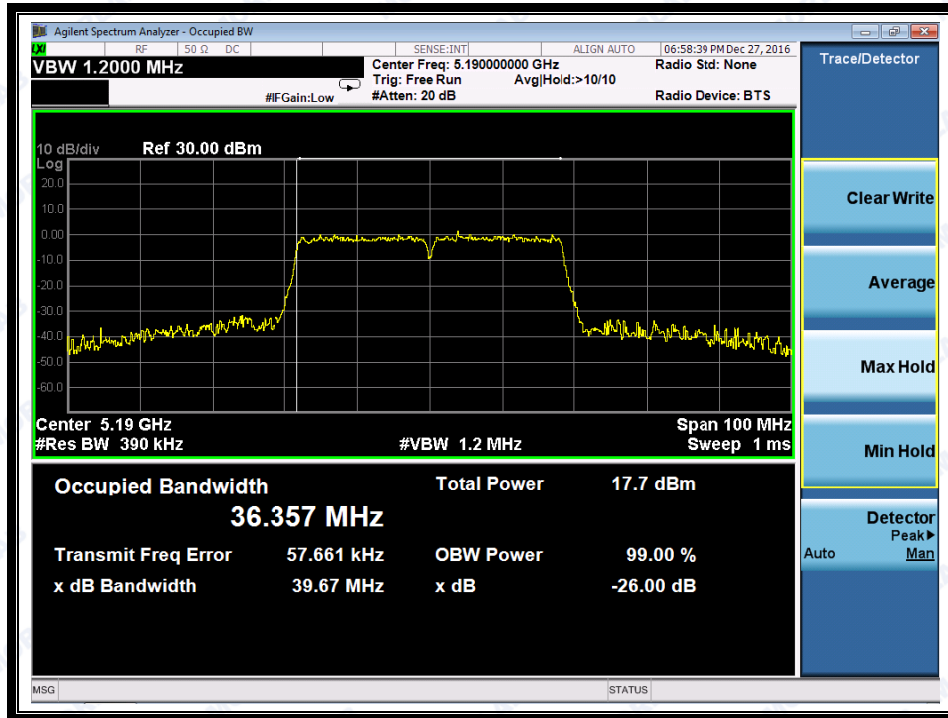 Agilent Spectrum Analyzer - Occupied BW
LXI RF 50 Ω DC SENSE:INT ALIGN AUTO 06:58:39 PM Dec 27, 2016
VBW 1.2000 MHz
Center Freq: 5.190000000 GHz Radio Std: None
Trig: Free Run Avg|Hold:>10/10
#IFGain:Low #Atten: 20 dB Radio Device: BTS
10 dB/div Ref 30.00 dBm
Log
20.0
10.0
0.00
-10.0
-20.0
-30.0
-40.0
-50.0
-60.0
Center 5.19 GHz Span 100 MHz
#Res BW 390 kHz #VBW 1.2 MHz Sweep 1 ms
Occupied Bandwidth Total Power 17.7 dBm
36.357 MHz
Transmit Freq Error 57.661 kHz OBW Power 99.00 %
x dB Bandwidth 39.67 MHz x dB -26.00 dB
MSG STATUS
Trace/Detector
Clear Write
Average
Max Hold
Min Hold
Detector
Peak▶
Auto Man